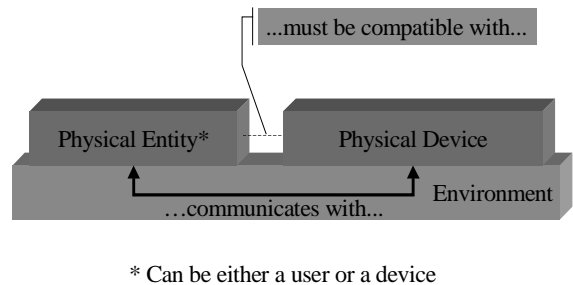 ...must be compatible with...
Physical Entity*
Physical Device
Environment
…communicates with...
* Can be either a user or a device